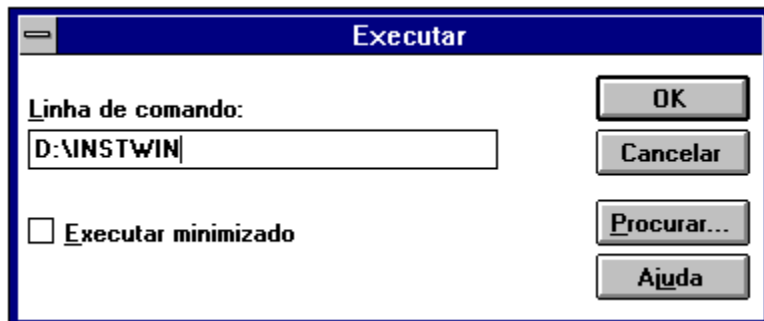 Executar
Linha de comando:
D:\INSTWIN
Executar minimizado
OK
Cancelar
Procurar...
Ajuda